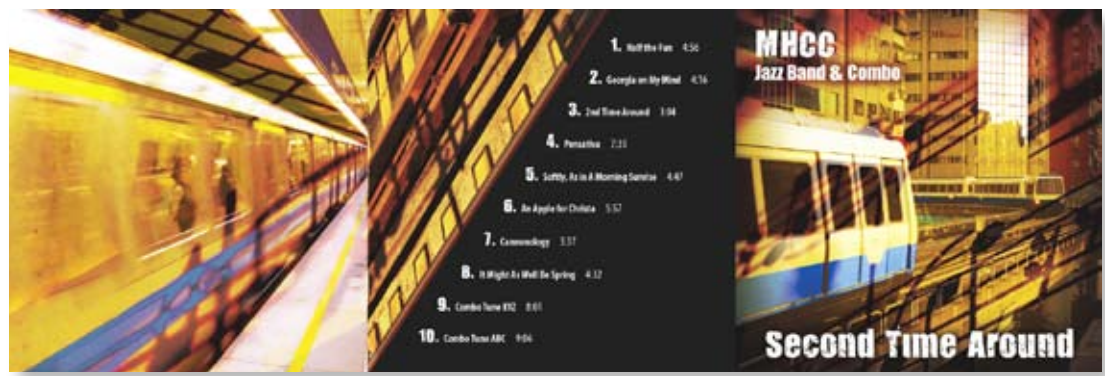 1. Half the Fun 4:56
2. Georgia on My Mind 4:16
3. 2nd Time Around 3:04
4. Pensativa 7:35
5. Softly, As in A Morning Sunrise 4:47
6. An Apple for Christa 5:57
7. Cannonology 3:37
8. It Might As Well Be Spring 4:32
9. Combo Tune XYZ 8:01
10. Combo Tune ABC 9:06
MHCC
Jazz Band & Combo
Second Time Around